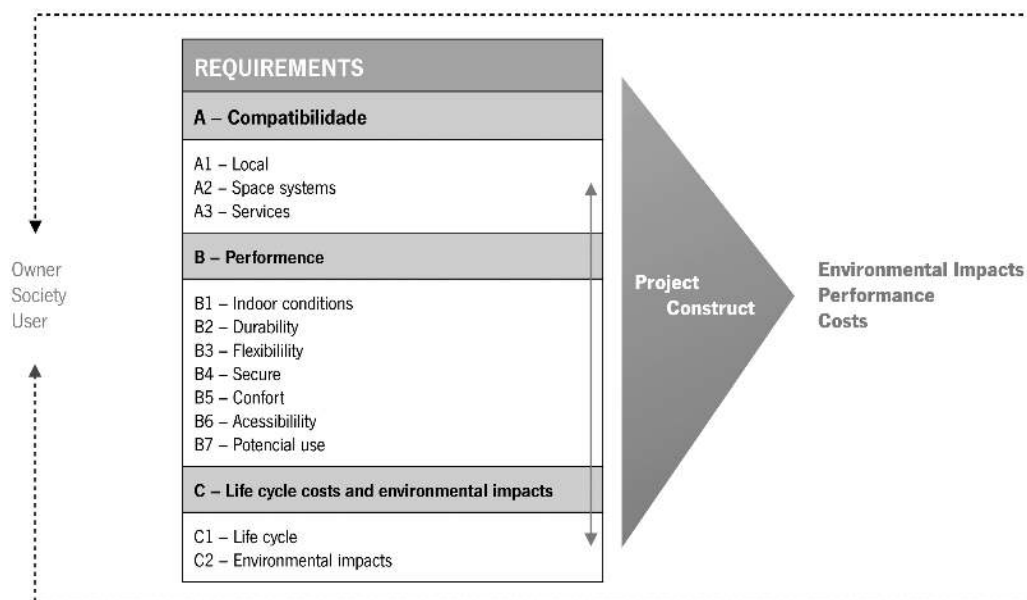 REQUIREMENTS
A – Compatibilidade
A1 – Local
A2 – Space systems
A3 – Services
B – Performence
B1 – Indoor conditions
B2 – Durability
B3 – Flexibilility
B4 – Secure
B5 – Confort
B6 – Acessibilility
B7 – Potencial use
C – Life cycle costs and environmental impacts
C1 – Life cycle
C2 – Environmental impacts
Owner
Society
User
Project
Construct
Environmental Impacts
Performance
Costs